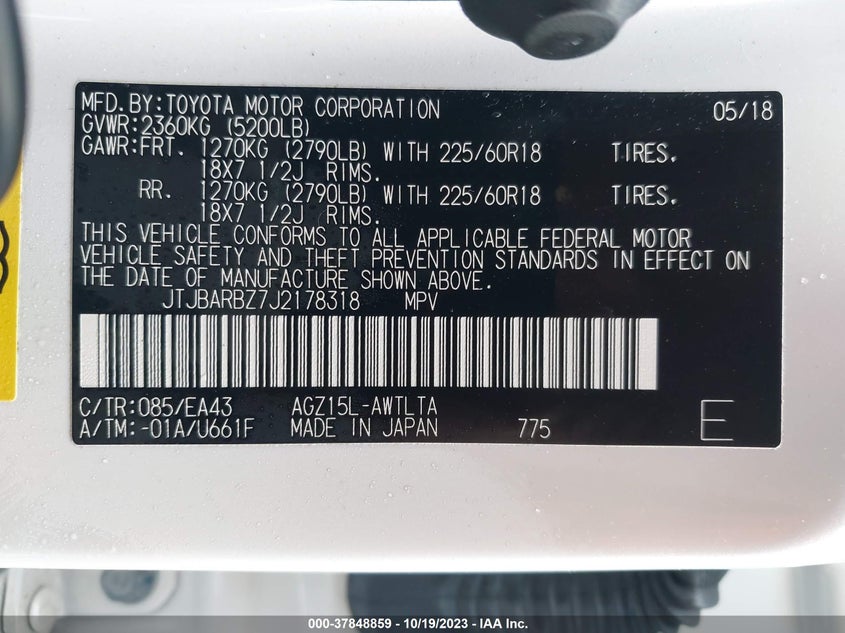 MFD.BY:TOYOTA MOTOR CORPORATION 05/18
GVWR:2360KG (5200LB)
GAWR:FRT. 1270KG (2790LB) WITH 225/60R18 TIRES.
18X7 1/2J RIMS.
RR. 1270KG (2790LB) WITH 225/60R18 TIRES.
18X7 1/2J RIMS.
THIS VEHICLE CONFORMS TO ALL APPLICABLE FEDERAL MOTOR
VEHICLE SAFETY AND THEFT PREVENTION STANDARDS IN EFFECT ON
THE DATE OF MANUFACTURE SHOWN ABOVE.
JTJBARBZ7J2178318 MPV
C/TR:085/EA43 AGZ15L-AWTLTA
A/TM:-01A/U661F MADE IN JAPAN 775 E
000-37848859 - 10/19/2023 - IAA Inc.